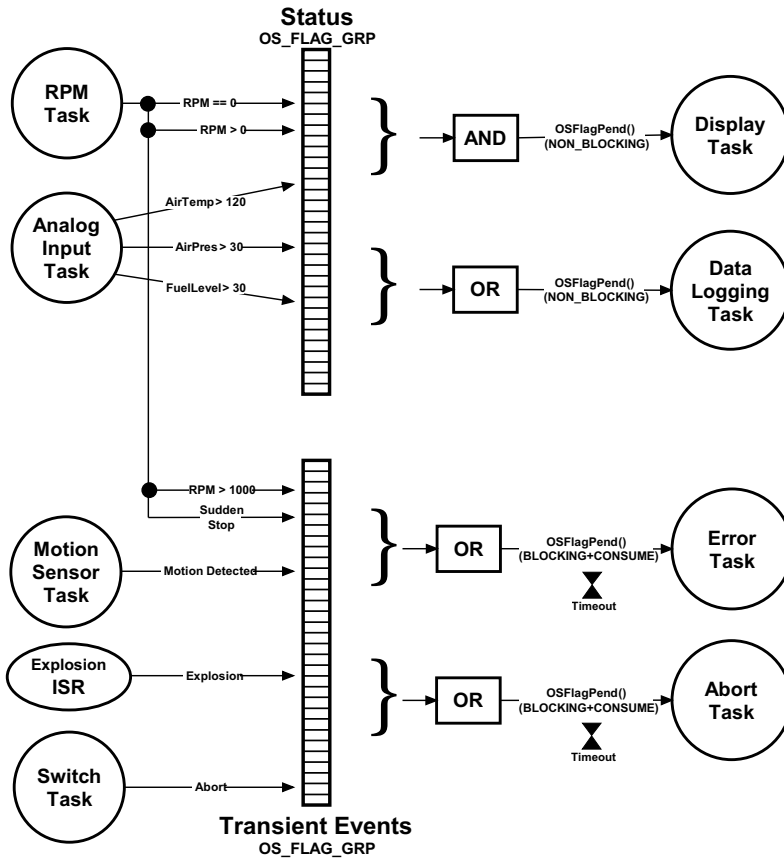 Status
OS_FLAG_GRP
RPM
Task
RPM == 0
RPM > 0
AND
OSFlagPend()
(NON_BLOCKING)
Display
Task
Analog
Input
Task
AirTemp > 120
AirPres > 30
FuelLevel > 30
OR
OSFlagPend()
(NON_BLOCKING)
Data
Logging
Task
RPM > 1000
Sudden
Stop
Motion
Sensor
Task
Motion Detected
OR
OSFlagPend()
(BLOCKING+CONSUME)
Timeout
Error
Task
Explosion
ISR
Explosion
OR
OSFlagPend()
(BLOCKING+CONSUME)
Timeout
Abort
Task
Switch
Task
Abort
Transient Events
OS_FLAG_GRP